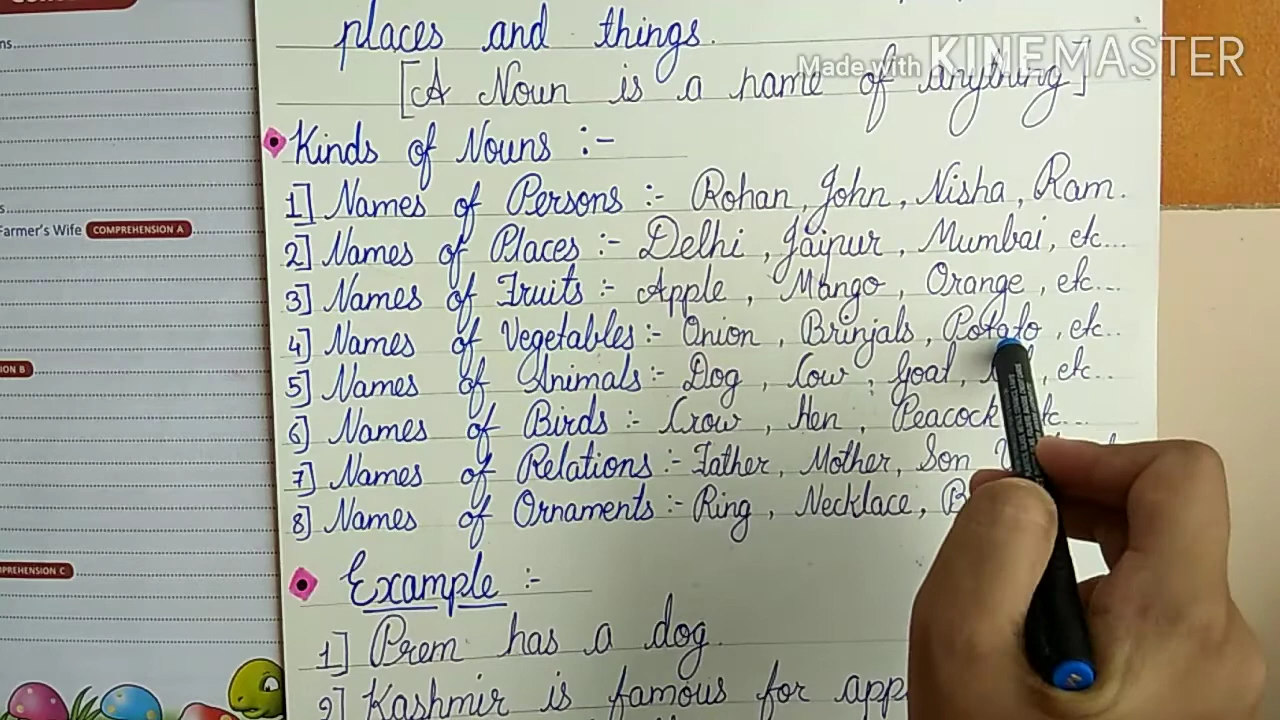 places and things.
Made with KINEMASTER
[A Noun is a name of anything]
Kinds of Nouns :-
1] Names of Persons :- Rohan, John, Nisha, Ram.
2] Names of Places :- Delhi, Jaipur, Mumbai, etc...
3] Names of Fruits :- Apple, Mango, Orange, etc...
4] Names of Vegetables :- Onion, Brinjals, Potato, etc..
5] Names of Animals :- Dog, Cow, Goat, etc...
6] Names of Birds :- Crow, Hen, Peacock etc...
7] Names of Relations :- Father, Mother, Son
8] Names of Ornaments :- Ring, Necklace,
Example :-
1] Prem has a dog.
2] Kashmir is famous for
Farmer's Wife COMPREHENSION A